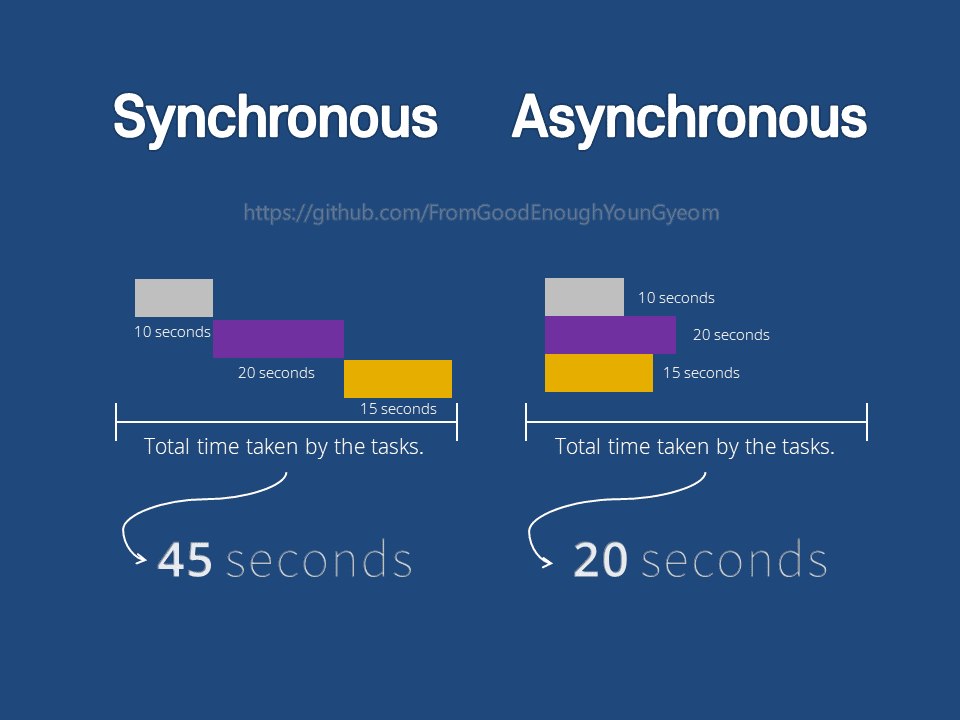 Synchronous
Asynchronous
https://github.com/FromGoodEnoughYounGyeom
10 seconds
20 seconds
15 seconds
Total time taken by the tasks.
45 seconds
10 seconds
20 seconds
15 seconds
Total time taken by the tasks.
20 seconds